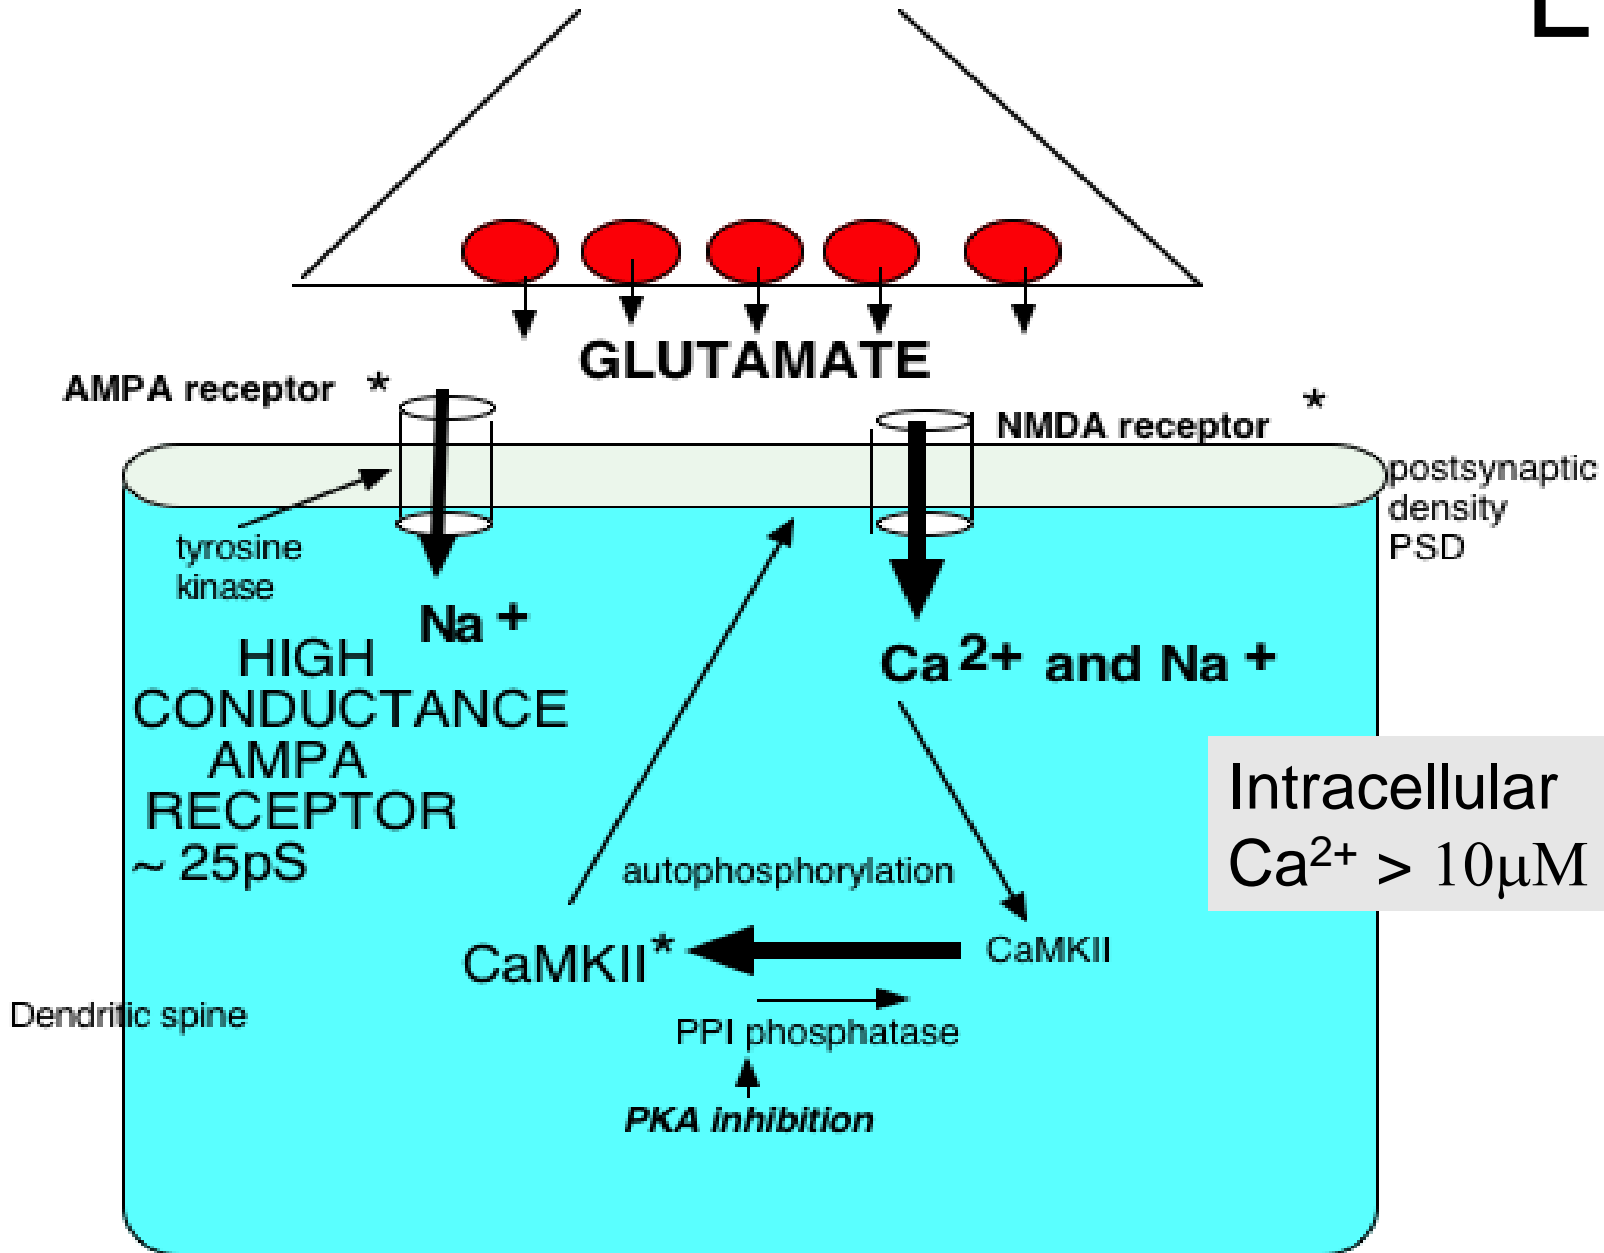 GLUTAMATE
AMPA receptor *
NMDA receptor *
postsynaptic
density
PSD
tyrosine
kinase
Na +
HIGH
CONDUCTANCE
AMPA
RECEPTOR
~ 25pS
Ca 2+ and Na +
Intracellular
Ca2+ > 10μM
autophosphorylation
CaMKII*
CaMKII
Dendritic spine
PPI phosphatase
PKA inhibition